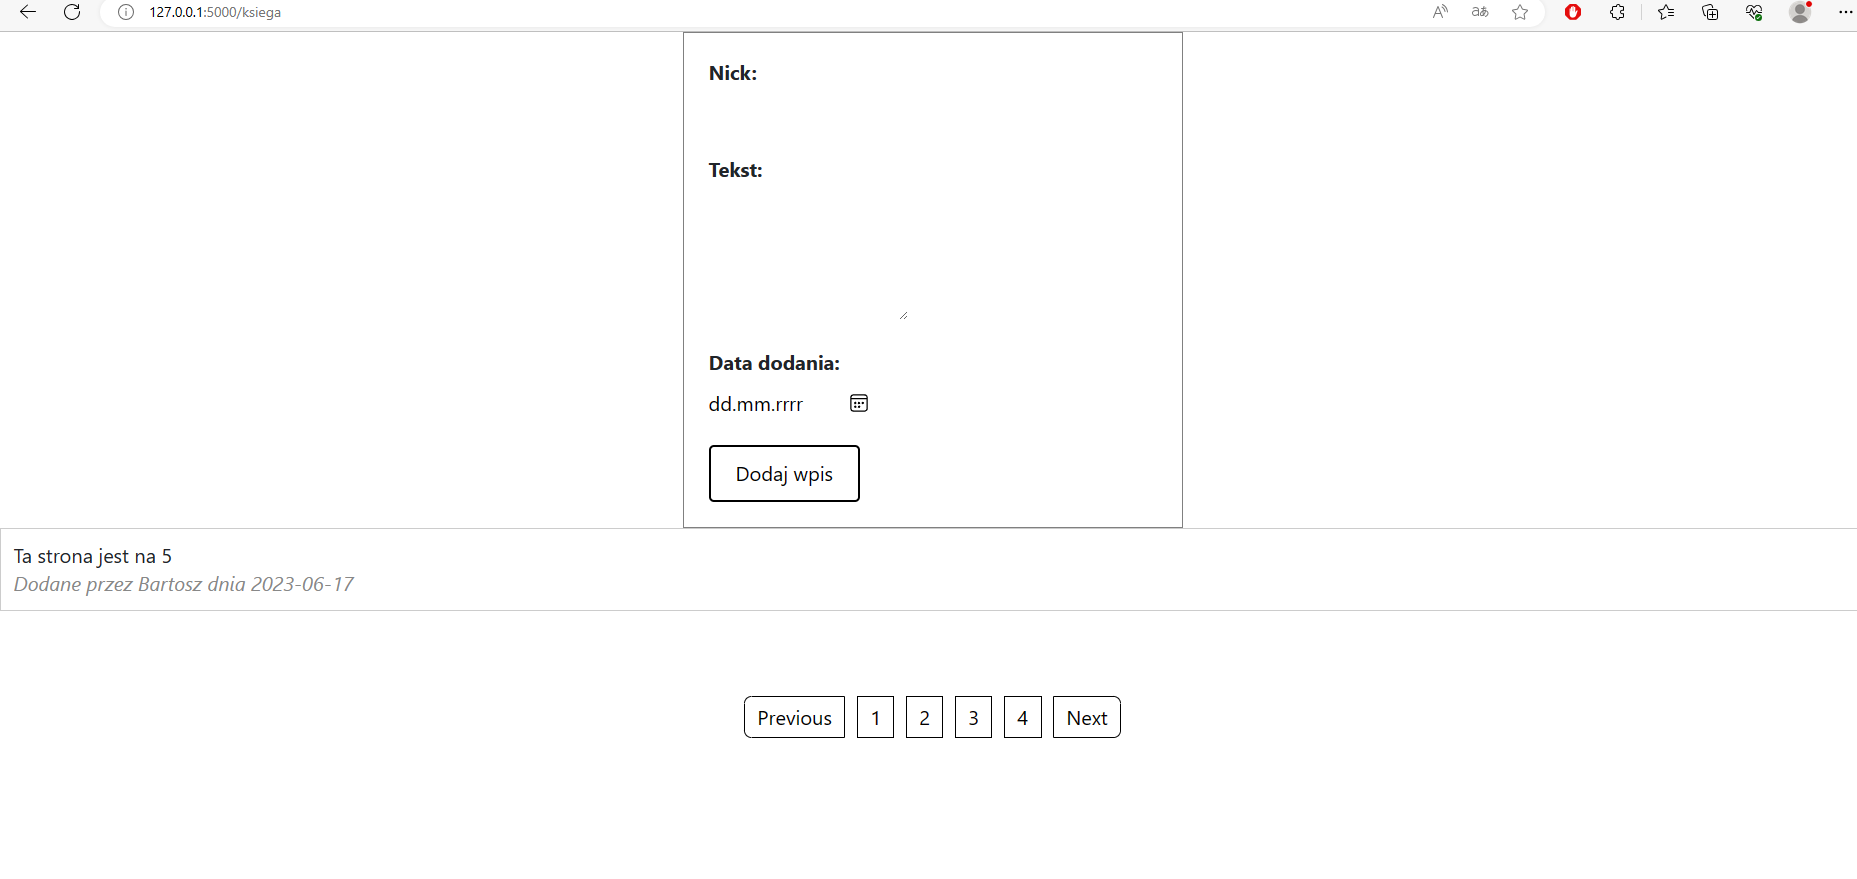 127.0.0.1:5000/ksiega
Nick:
Tekst:
Data dodania:
dd.mm.rrrr
Dodaj wpis
Ta strona jest na 5
Dodane przez Bartosz dnia 2023-06-17
Previous 1 2 3 4 Next